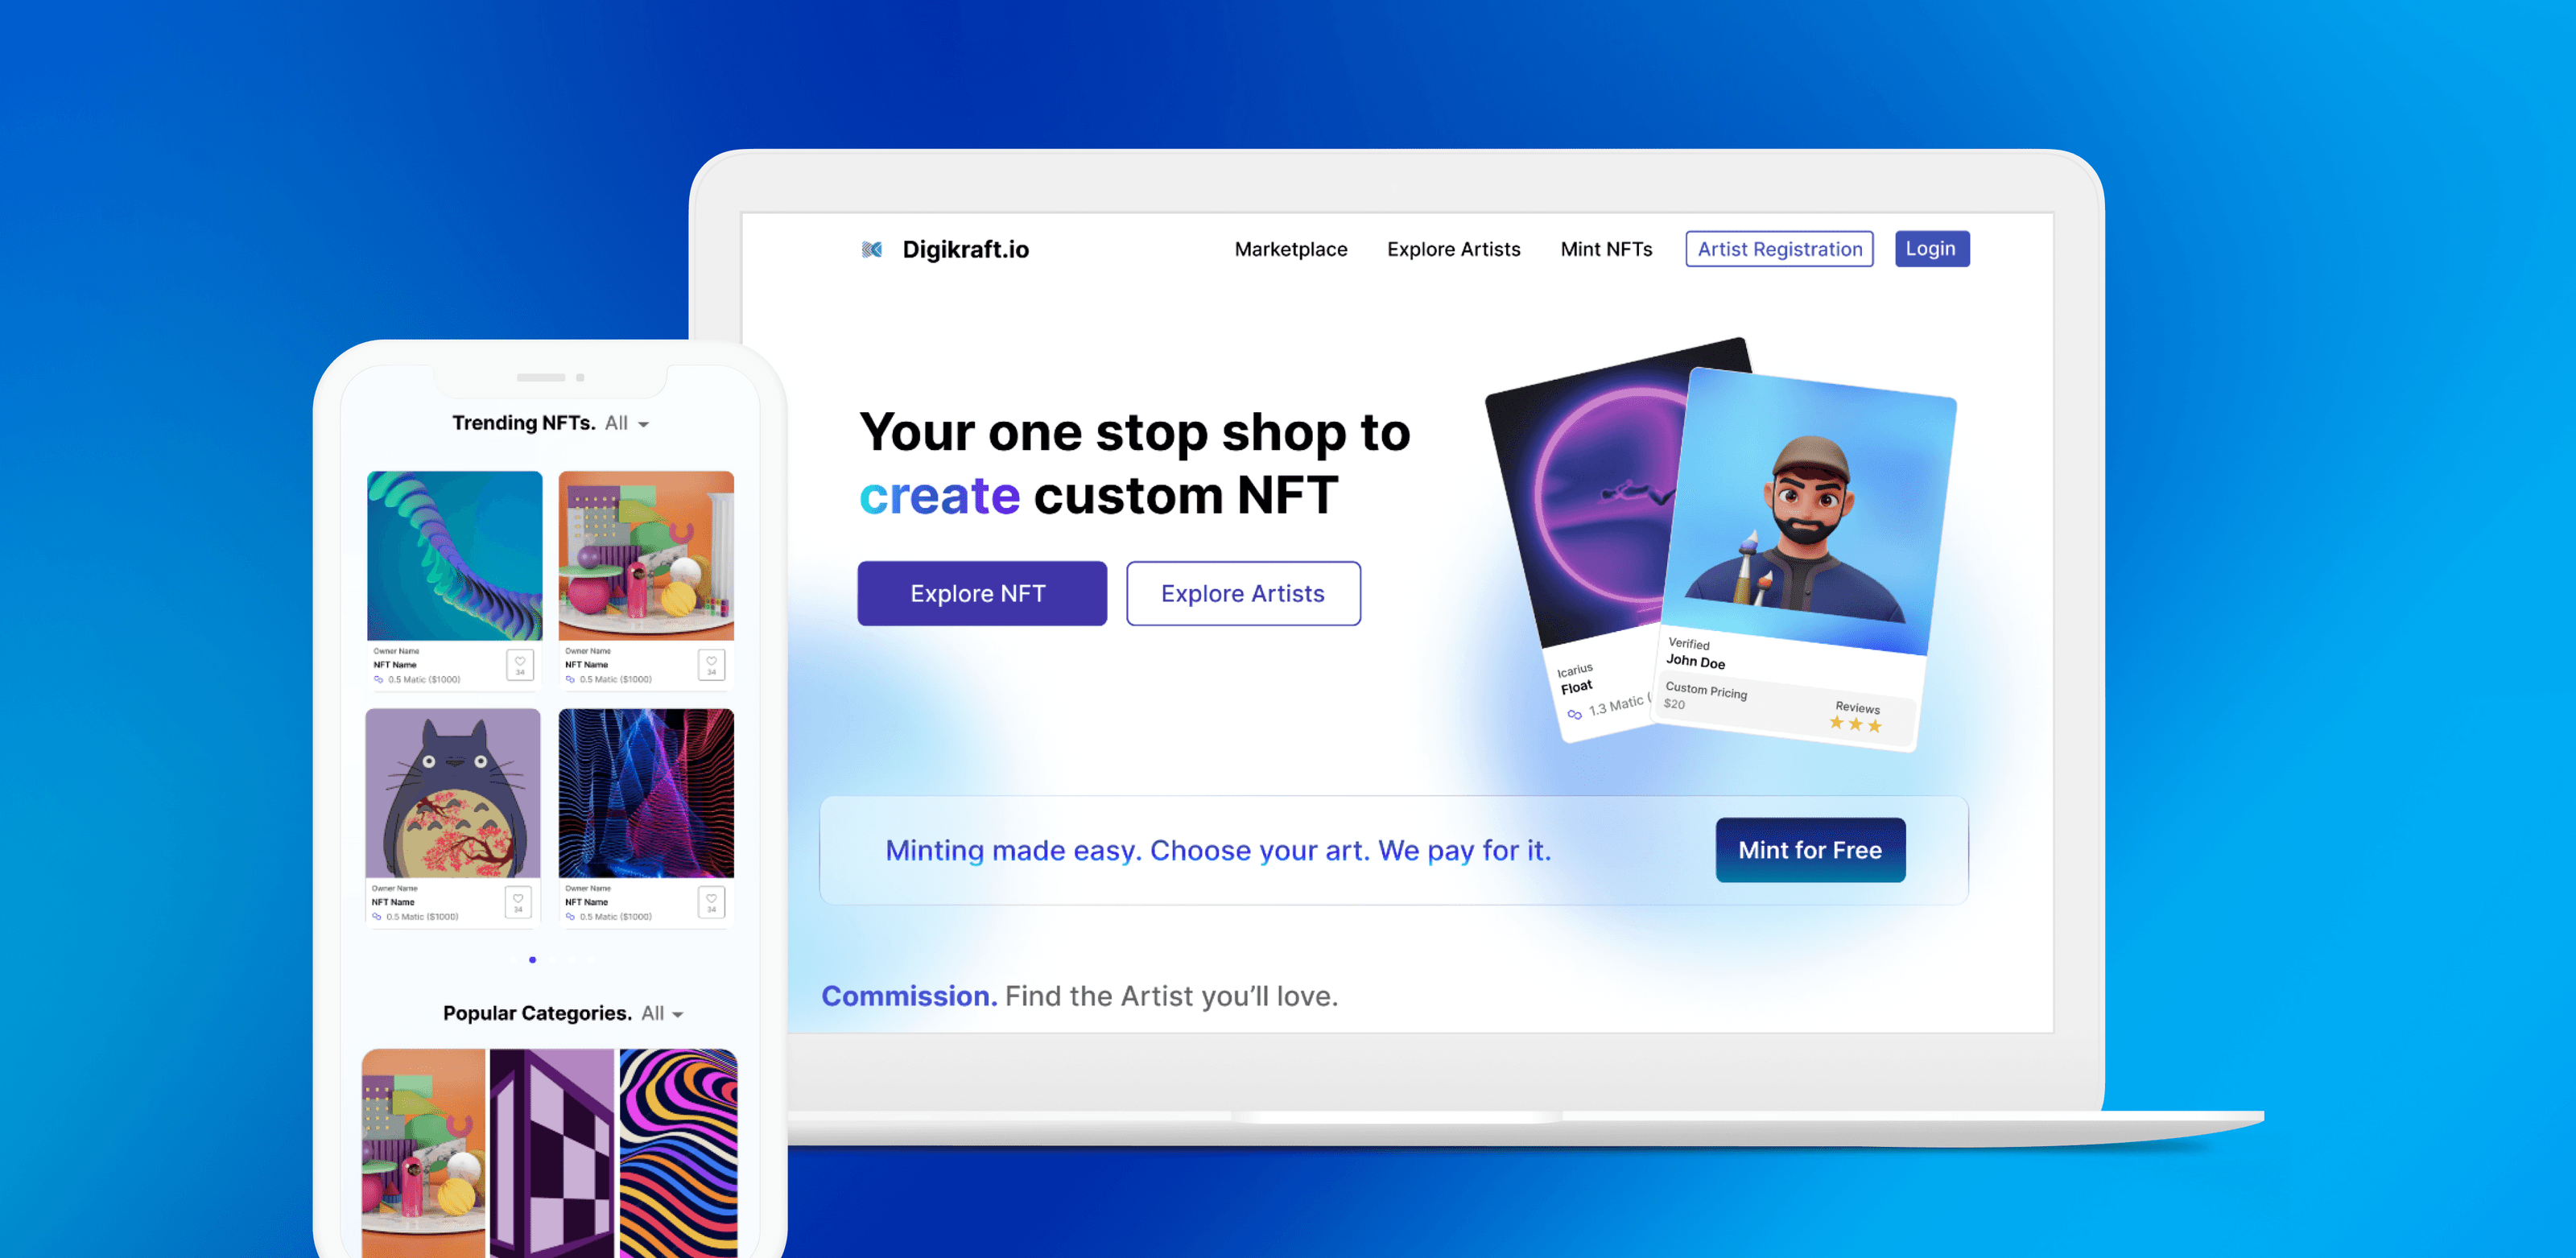 Digikraft.io
Marketplace
Explore Artists
Mint NFTs
Artist Registration
Login
Your one stop shop to
create custom NFT
Explore NFT
Explore Artists
Icarius
Float
1.3 Matic (
Verified
John Doe
Custom Pricing
$20
Reviews
Minting made easy. Choose your art. We pay for it.
Mint for Free
Commission. Find the Artist you'll love.
Trending NFTs. All
Owner Name
NFT Name
0.5 Matic ($1000)
34
Owner Name
NFT Name
0.5 Matic ($1000)
34
Owner Name
NFT Name
0.5 Matic ($1000)
34
Owner Name
NFT Name
0.5 Matic ($1000)
34
Popular Categories. All